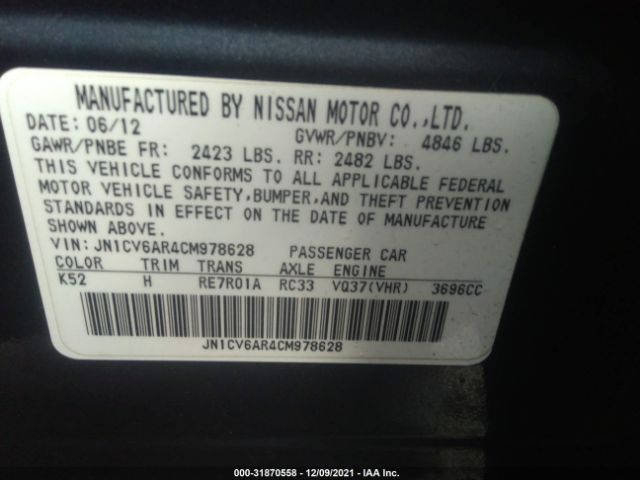 MANUFACTURED BY NISSAN MOTOR CO.,LTD.
DATE: 06/12 GVWR/PNBV: 4846 LBS.
GAWR/PNBE FR: 2423 LBS. RR: 2482 LBS.
THIS VEHICLE CONFORMS TO ALL APPLICABLE FEDERAL
MOTOR VEHICLE SAFETY,BUMPER,AND THEFT PREVENTION
STANDARDS IN EFFECT ON THE DATE OF MANUFACTURE
SHOWN ABOVE.
VIN: JN1CV6AR4CM978628 PASSENGER CAR
COLOR TRIM TRANS AXLE ENGINE
K52 H RE7R01A RC33 VQ37(VHR) 3696CC
JN1CV6AR4CM978628
000-31870558 - 12/09/2021 - IAA Inc.